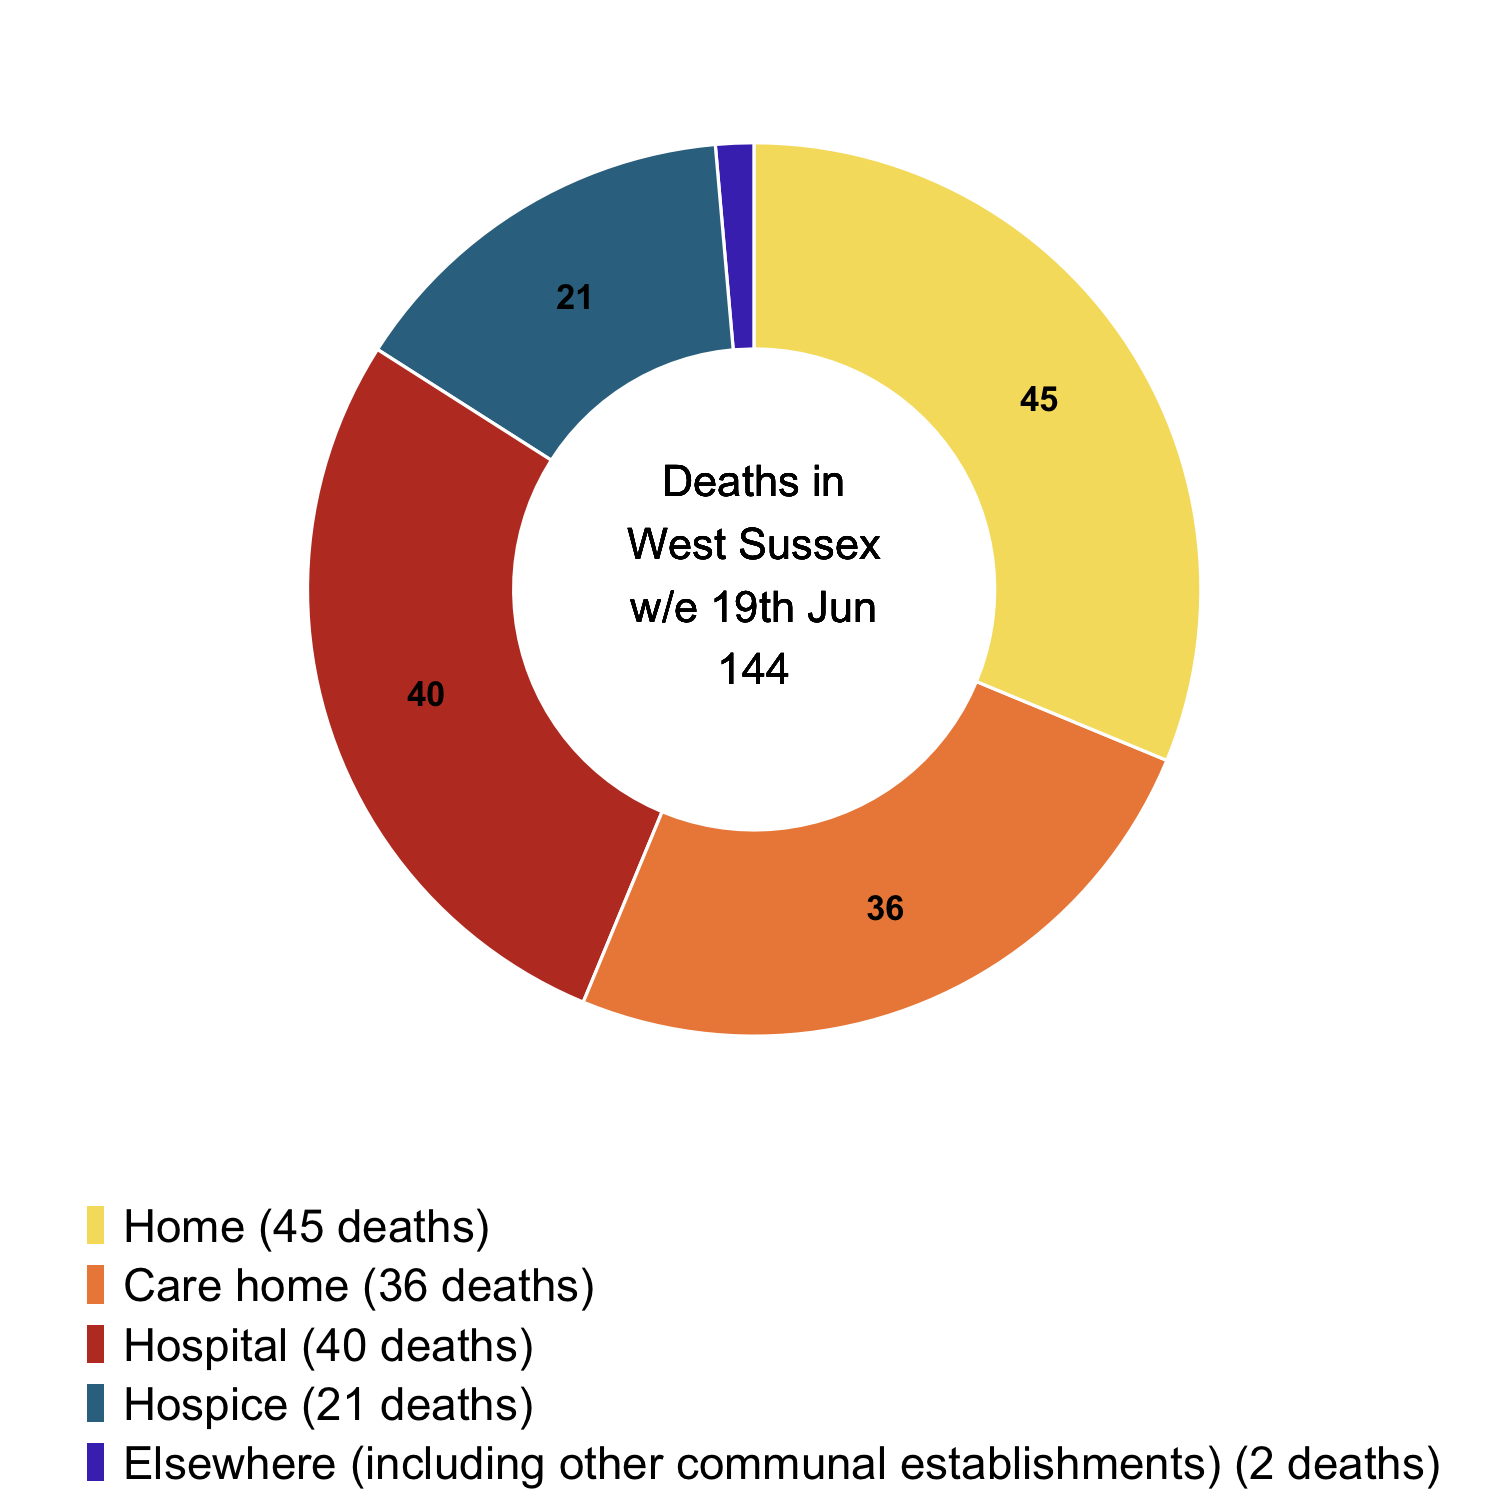 21
45
Deaths in
West Sussex
w/e 19th Jun
144
40
36
Home (45 deaths)
Care home (36 deaths)
Hospital (40 deaths)
Hospice (21 deaths)
Elsewhere (including other communal establishments) (2 deaths)